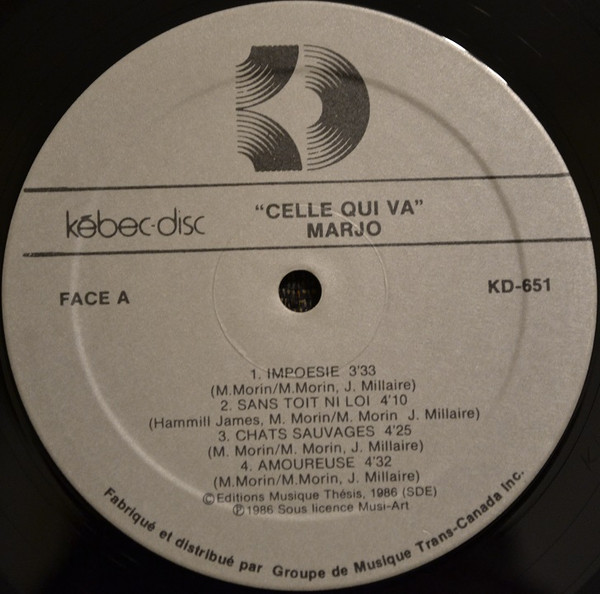 kébec-disc
"CELLE QUI VA"
MARJO
FACE A
KD-651
1. IMPOESIE 3'33
(M.Morin/M.Morin, J. Millaire)
2. SANS TOIT NI LOI 4'10
(Hammill James, M. Morin/M. Morin J. Millaire)
3. CHATS SAUVAGES 4'25
(M. Morin/M. Morin, J. Millaire)
4. AMOUREUSE 4'32
(M.Morin/M.Morin, J. Millaire)
©Editions Musique Thésis, 1986 (SDE)
℗1986 Sous licence Musi-Art
Fabriqué et distribué par Groupe de Musique Trans-Canada Inc.